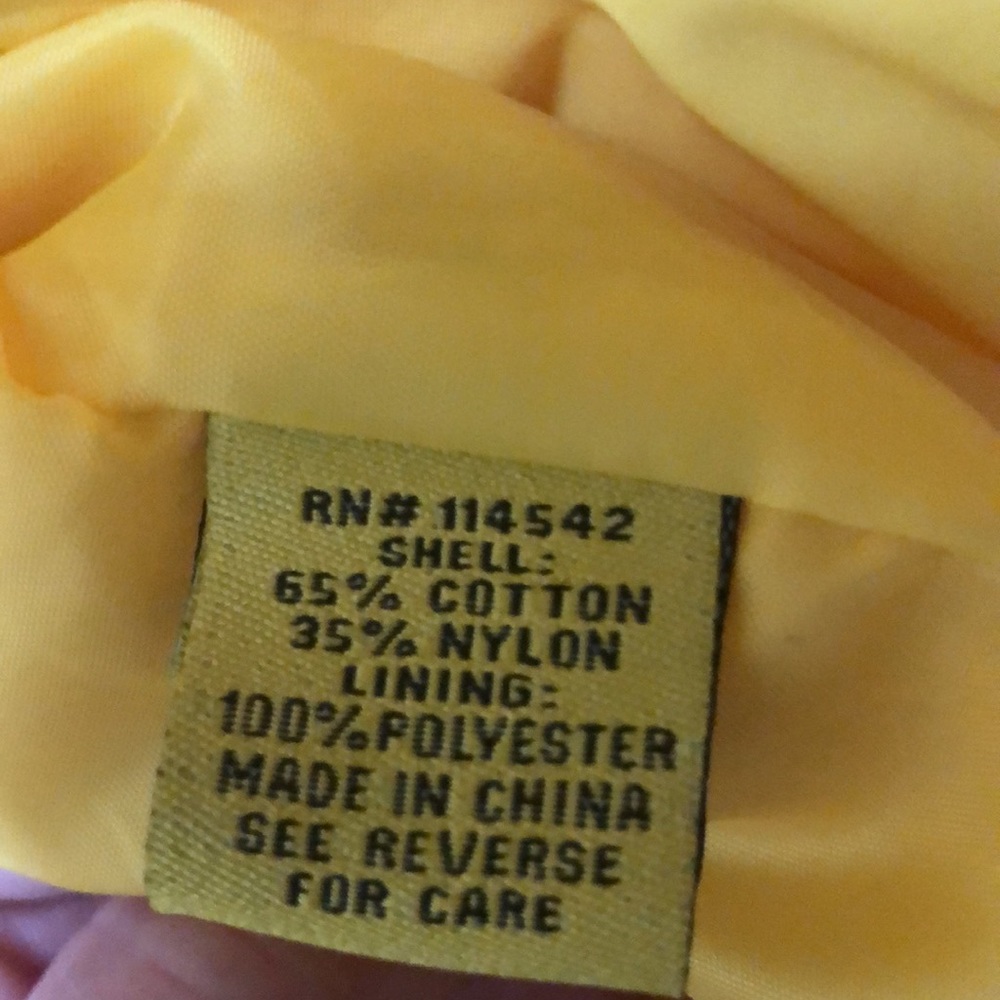 RN# 114542
SHELL:
65% COTTON
35% NYLON
LINING:
100% POLYESTER
MADE IN CHINA
SEE REVERSE
FOR CARE